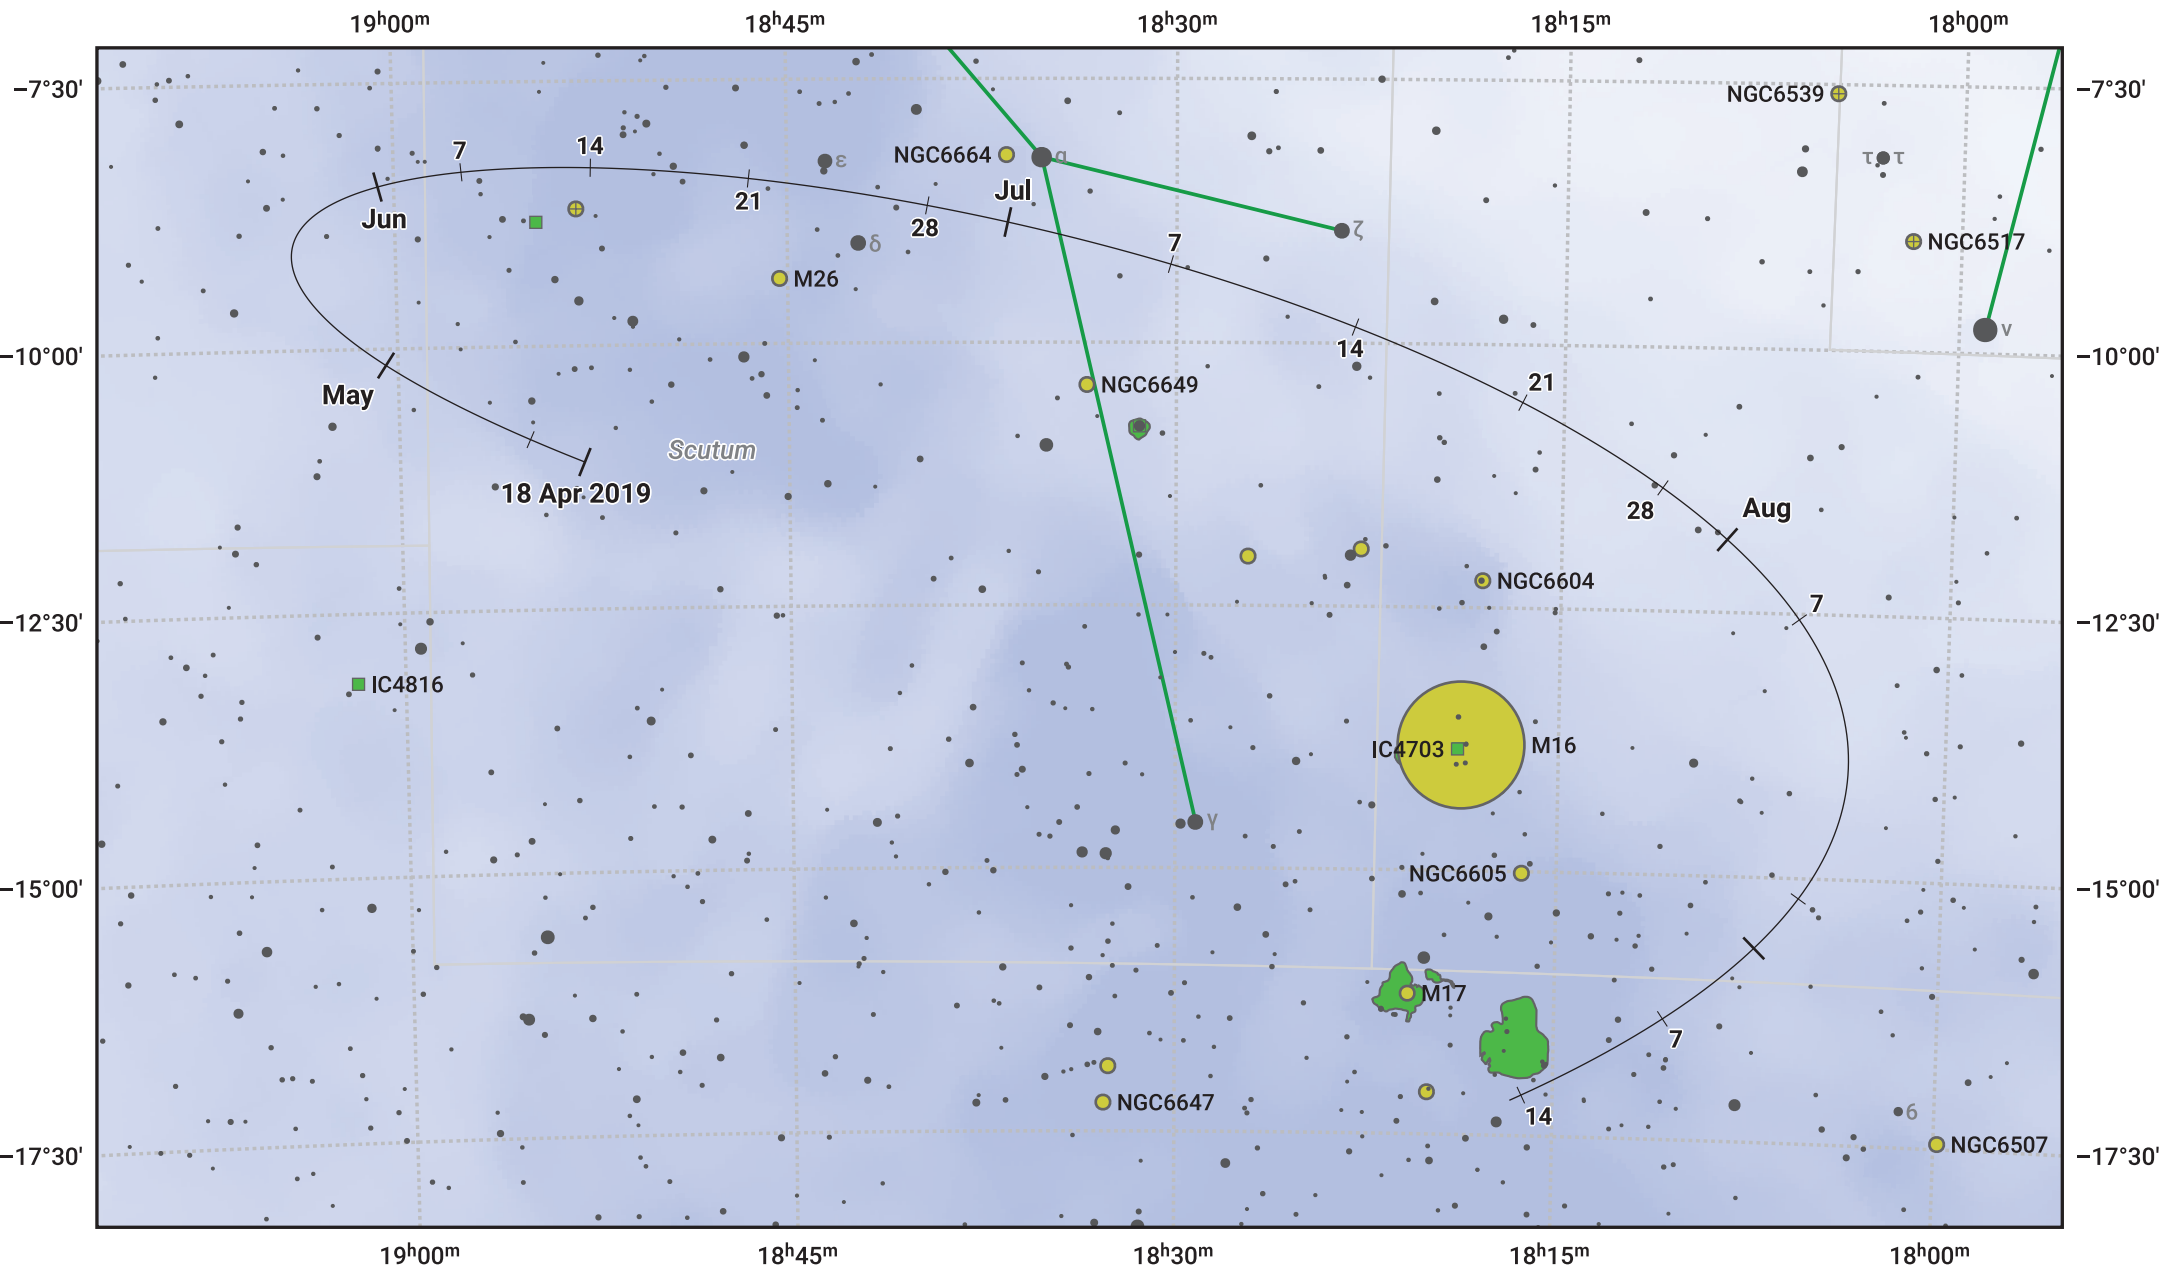 19ʰ00ᵐ 18ʰ45ᵐ 18ʰ30ᵐ 18ʰ15ᵐ 18ʰ00ᵐ
−7°30' NGC6539 −7°30'
7 14 NGC6664 α ε τ τ
Jul
21
Jun 28 ζ
δ 7 NGC6517
M26
ν
14
−10°00' −10°00'
21
May NGC6649
Scutum
18 Apr 2019
28 Aug
NGC6604
7
−12°30' −12°30'
IC4816
IC4703 M16
γ
NGC6605
−15°00' −15°00'
M17
7
NGC6647 14 6
NGC6507
−17°30' −17°30'
19ʰ00ᵐ 18ʰ45ᵐ 18ʰ30ᵐ 18ʰ15ᵐ 18ʰ00ᵐ